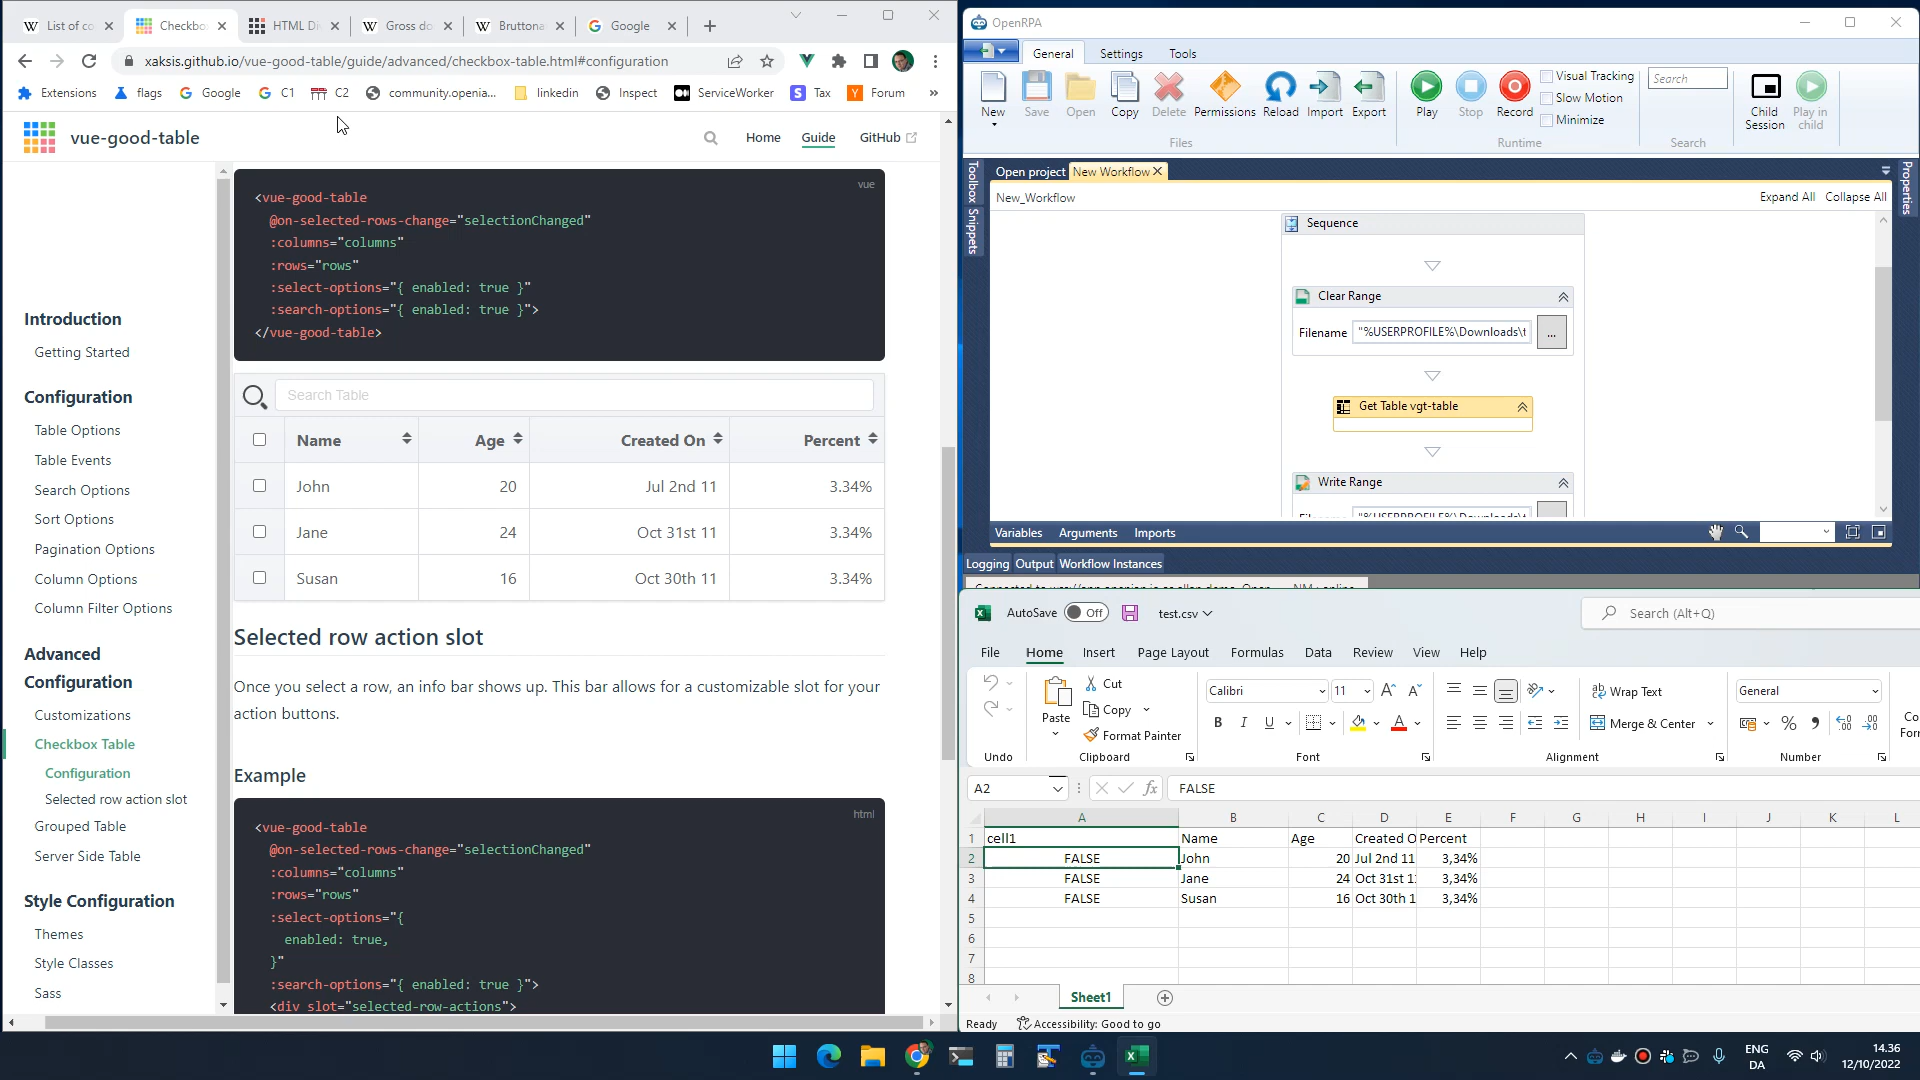 List of co
Checkbo
HTML Di
Gross do
Bruttona
Google
xaksis.github.io/vue-good-table/guide/advanced/checkbox-table.html#configuration
Extensions
flags
Google
C1
C2
community.openia...
linkedin
Inspect
ServiceWorker
Tax
Forum
vue-good-table
Home
Guide
GitHub
Introduction
Getting Started
Configuration
Table Options
Table Events
Search Options
Sort Options
Pagination Options
Column Options
Column Filter Options
Advanced
Configuration
Customizations
Checkbox Table
Configuration
Selected row action slot
Grouped Table
Server Side Table
Style Configuration
Themes
Style Classes
Sass
vue
<vue-good-table
@on-selected-rows-change="selectionChanged"
:columns="columns"
:rows="rows"
:select-options="{ enabled: true }"
:search-options="{ enabled: true }">
</vue-good-table>
Search Table
Name Age Created On Percent
John 20 Jul 2nd 11 3.34%
Jane 24 Oct 31st 11 3.34%
Susan 16 Oct 30th 11 3.34%
Selected row action slot
Once you select a row, an info bar shows up. This bar allows for a customizable slot for your
action buttons.
Example
html
<vue-good-table
@on-selected-rows-change="selectionChanged"
:columns="columns"
:rows="rows"
:select-options="{
enabled: true,
}"
:search-options="{ enabled: true }">
<div slot="selected-row-actions">
OpenRPA
General Settings Tools
New Save Open Copy Delete Permissions Reload Import Export
Files
Play Stop Record
Visual Tracking
Slow Motion
Minimize
Runtime
Search
Search
Child
Session
Play in
child
Toolbox
Snippets
Properties
Open project New Workflow
New_Workflow
Expand All Collapse All
Sequence
Clear Range
Filename "%USERPROFILE%\Downloads\t ...
Get Table vgt-table
Write Range
Variables Arguments Imports
Logging Output Workflow Instances
AutoSave Off test.csv
Search (Alt+Q)
File Home Insert Page Layout Formulas Data Review View Help
Undo
Paste
Cut
Copy
Format Painter
Clipboard
Calibri 11
B I U
Font
Wrap Text
Merge & Center
Alignment
General
Number
Co
Forr
A2 fx FALSE
A B C D E F G H I J K L
1 cell1 Name Age Created O Percent
2 FALSE John 20 Jul 2nd 11 3,34%
3 FALSE Jane 24 Oct 31st 1 3,34%
4 FALSE Susan 16 Oct 30th 1 3,34%
5
6
7
8
Sheet1
Ready Accessibility: Good to go
ENG
DA
14.36
12/10/2022